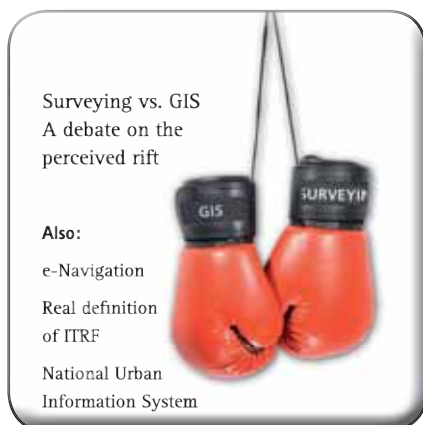 Surveying vs. GIS
A debate on the
perceived rift
GIS
SURVEYIN
Also:
e-Navigation
Real definition
of ITRF
National Urban
Information System